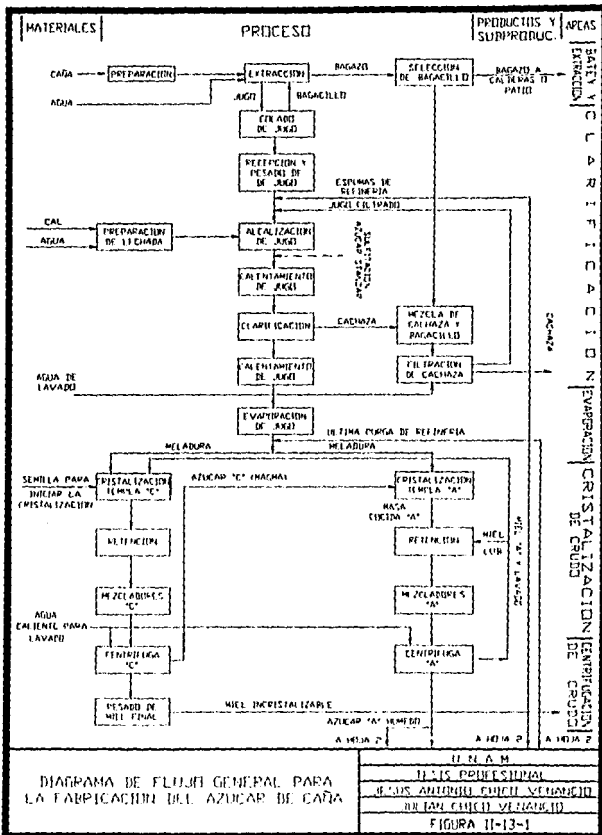 MATERIALES
PROCESO
PRODUCTOS Y
SUBPRODUC.
AREAS
CAÑA
PREPARACION
EXTRACCION
BAGAZO
SELECCION
DE BAGACILLO
BAGAZO A
CALDERAS O
PATIO
AGUA
JUGO
BAGACILLO
COLADO
DE JUGO
RECEPCION Y
PESADO DE
DE JUGO
ESPUMAS DE
REFINERIA
JUGO FILTRADO
CAL
AGUA
PREPARACION
DE LECHADA
ALCALIZACION
DE JUGO
SULFITACION
AZUCAR STANDAR
CALENTAMIENTO
DE JUGO
CLARIFICACION
CACHAZA
MEZCLA DE
CACHAZA Y
BAGACILLO
CALENTAMIENTO
DE JUGO
FILTRACION
DE CACHAZA
CACHAZA
AGUA DE
LAVADO
EVAPORACION
DE JUGO
ULTIMA PURGA DE REFINERIA
MELADURA
MELADURA
SEMILLA PARA
INICIAR LA
CRISTALIZACION
CRISTALIZACION
TEMPLA "C"
AZUCAR "C" (MAGMA)
CRISTALIZACION
TEMPLA "A"
MASA
COCIDA "A"
RETENCION
RETENCION
MIEL
MIEL "A" Y LAVADO
MEZCLADORES
"C"
MEZCLADORES
"A"
AGUA
CALIENTE PARA
LAVADO
CENTRIFUGA
"C"
CENTRIFUGA
"A"
PESADO DE
MIEL FINAL
MIEL INCRISTALIZABLE
AZUCAR "A" HUMEDO
A HOJA 2
A HOJA 2
A HOJA 2
BATEY Y
EXTRACCION
CLARIFICACION
EVAPORACION
CRISTALIZACION
DE CRUDO
CENTRIFUGACION
DE CRUDO
DIAGRAMA DE FLUJO GENERAL PARA
LA FABRICACION DEL AZUCAR DE CAÑA
U N A M
TESIS PROFESIONAL
JESUS ANTONIO CHICO VENANCIO
JULIAN CHICO VENANCIO
FIGURA II-13-1